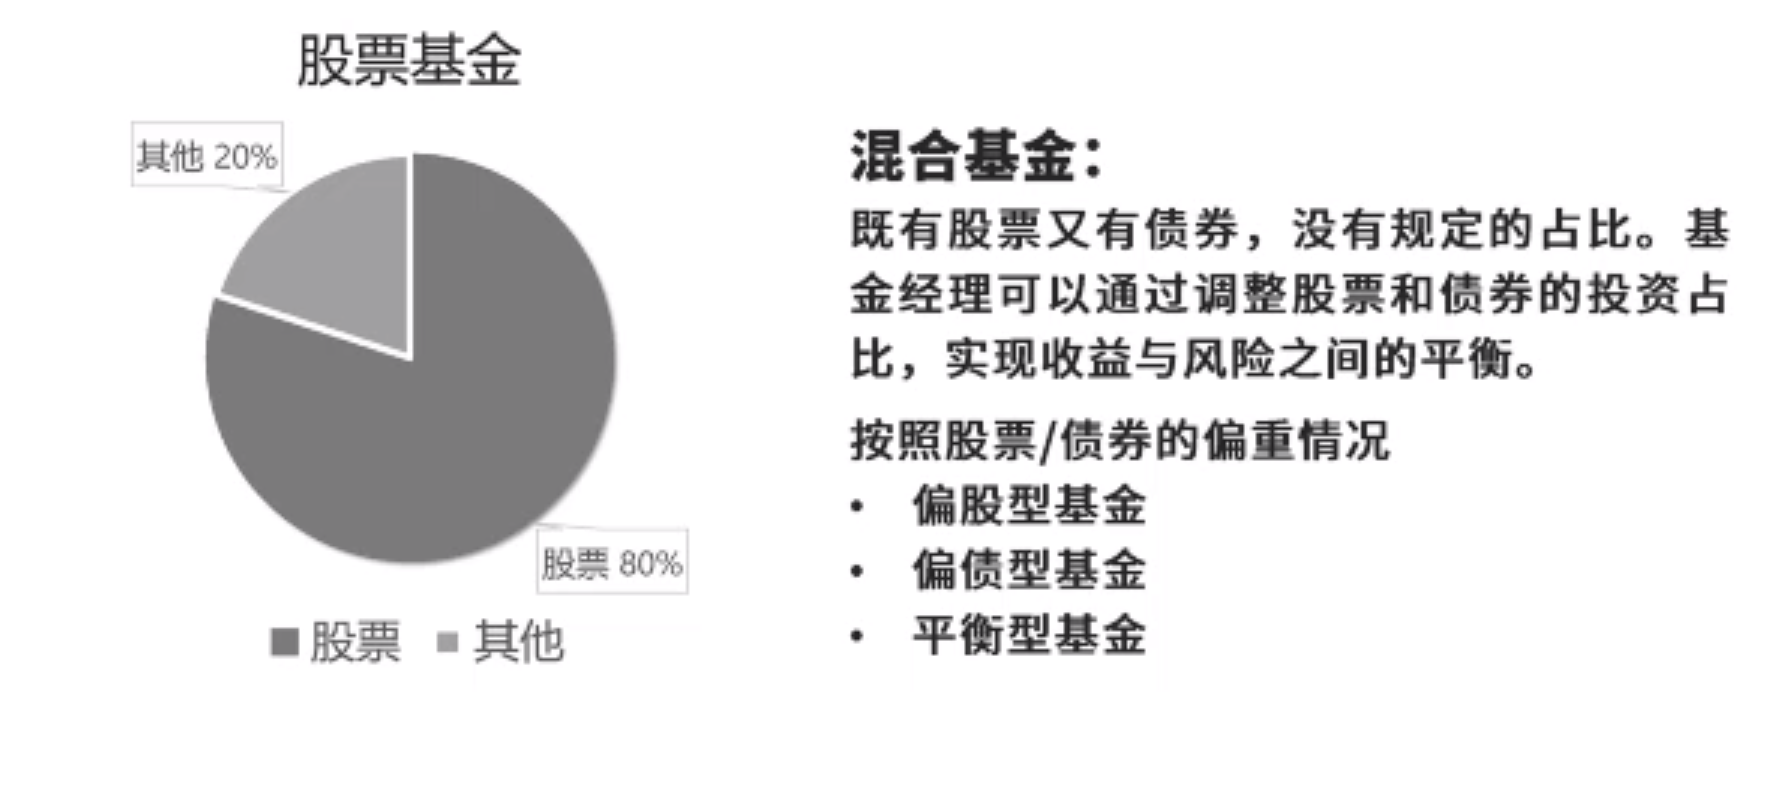 股票基金
其他 20%
股票 80%
股票 其他
混合基金：
既有股票又有债券，没有规定的占比。基
金经理可以通过调整股票和债券的投资占
比，实现收益与风险之间的平衡。
按照股票/债券的偏重情况
• 偏股型基金
• 偏债型基金
• 平衡型基金